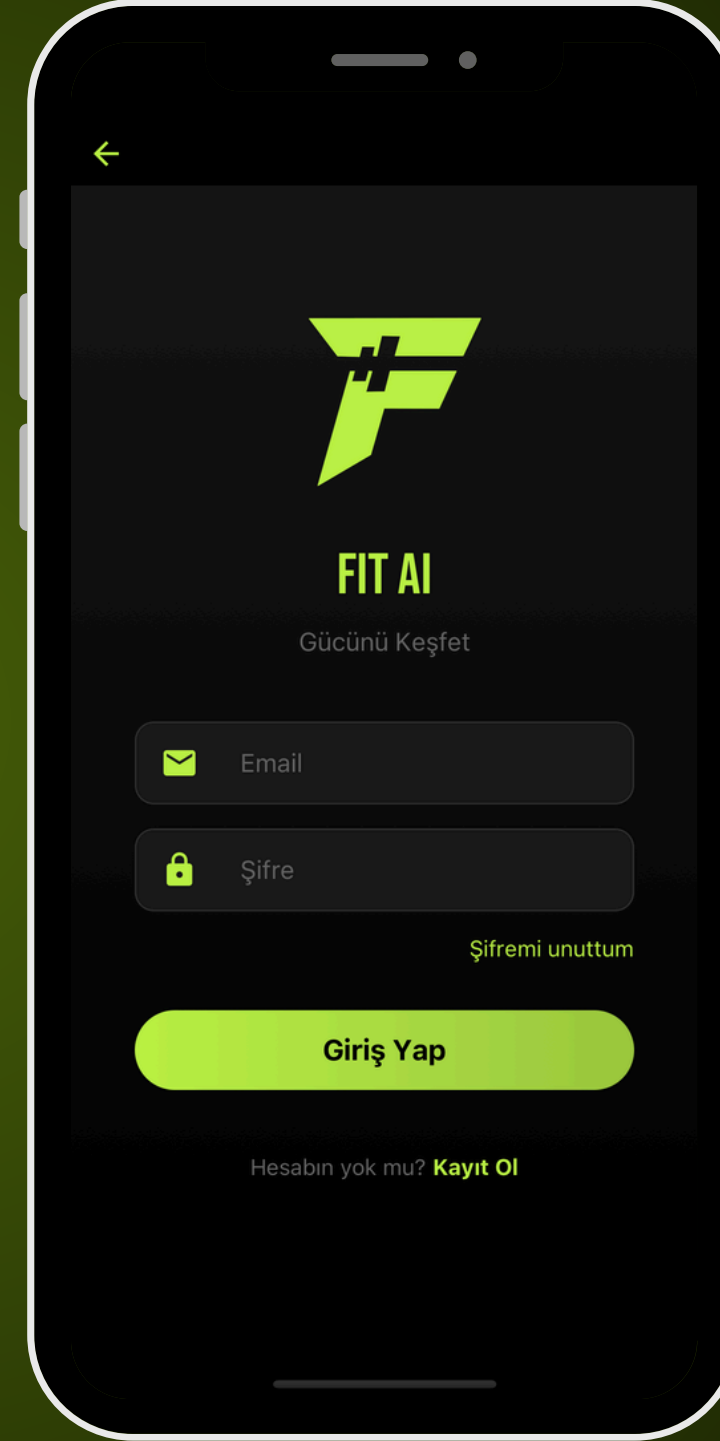 FIT AI
Gücünü Keşfet
Email
Şifre
Şifremi unuttum
Giriş Yap
Hesabın yok mu? Kayıt Ol